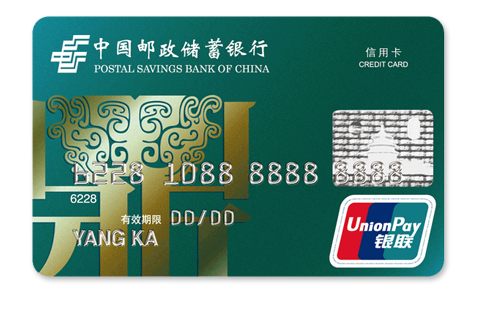 中国邮政储蓄银行
POSTAL SAVINGS BANK OF CHINA
信用卡
CREDIT CARD
6228 1088 8888 8888
6228
有效期限 DD/DD
YANG KA
UnionPay
银联